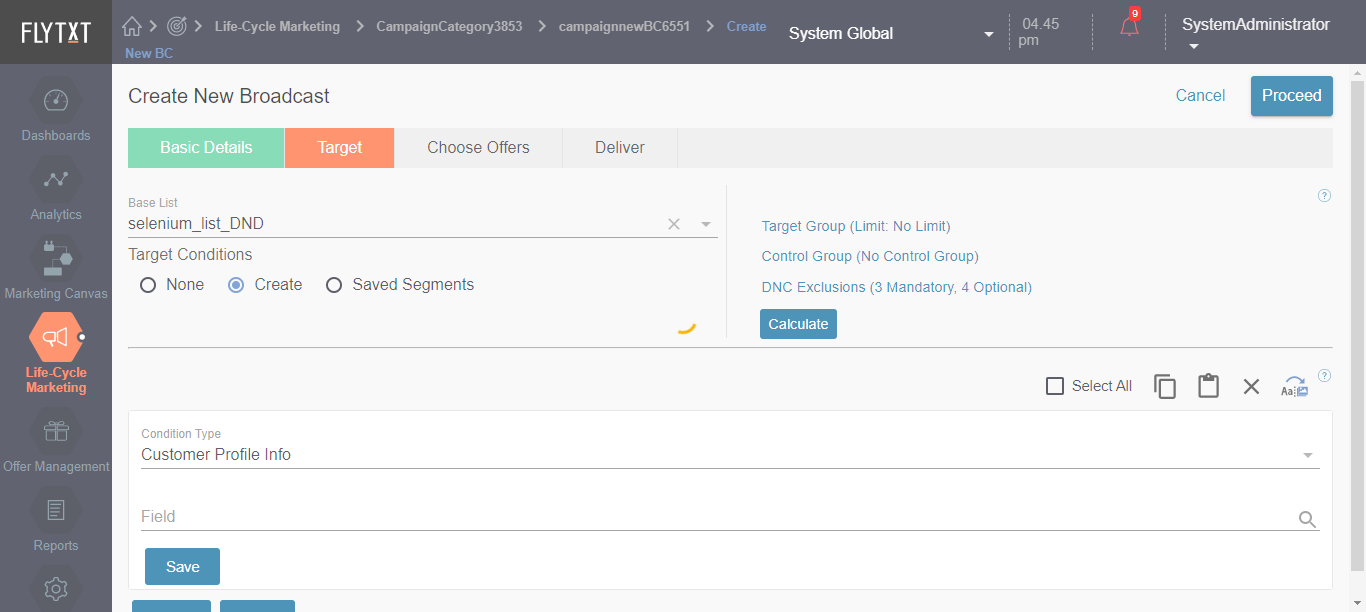 FLYTXT
Life-Cycle Marketing
CampaignCategory3853
campaignnewBC6551
Create New BC
System Global
04.45 pm
9
SystemAdministrator
Dashboards
Analytics
Marketing Canvas
Life-Cycle
Marketing
Offer Management
Reports
Create New Broadcast
Cancel
Proceed
Basic Details
Target
Choose Offers
Deliver
Base List
selenium_list_DND
Target Conditions
None
Create
Saved Segments
?
Target Group (Limit: No Limit)
Control Group (No Control Group)
DNC Exclusions (3 Mandatory, 4 Optional)
Calculate
Select All
Aa
?
Condition Type
Customer Profile Info
Field
Save